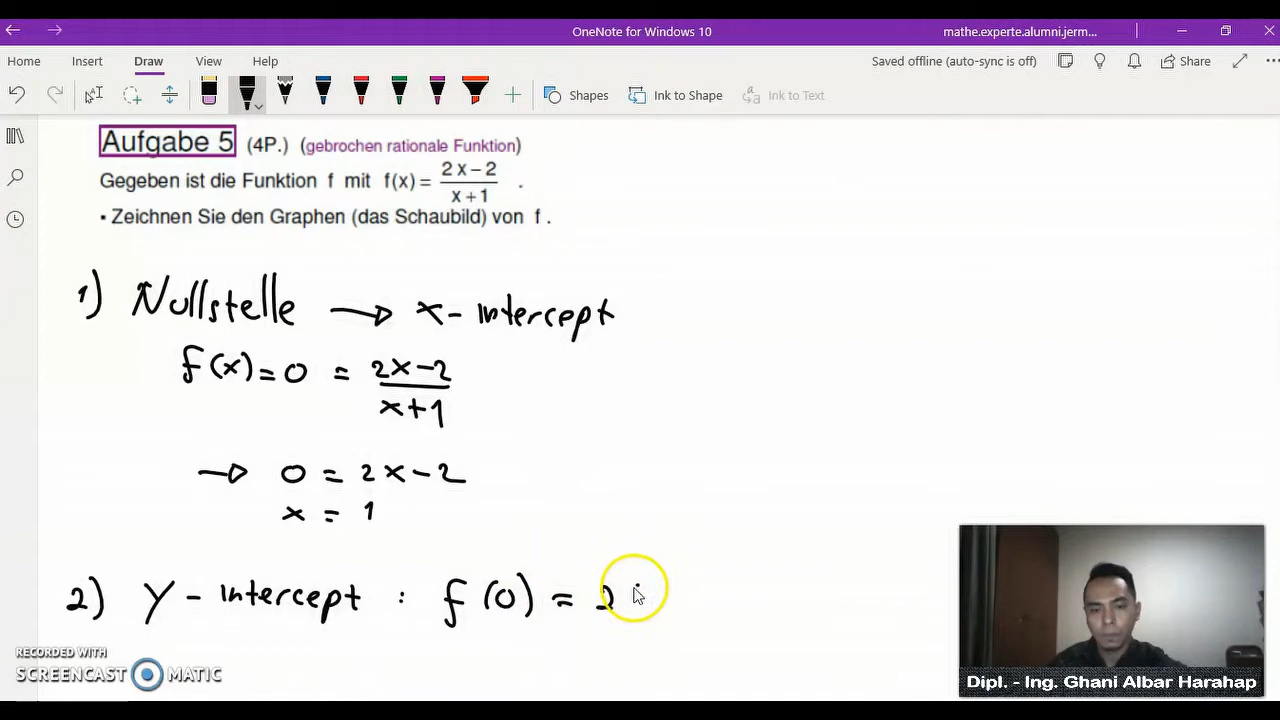 OneNote for Windows 10
mathe.experte.alumni.jerm...
Home Insert Draw View Help
Saved offline (auto-sync is off)
Share
Shapes
Ink to Shape
Ink to Text
Aufgabe 5 (4P.) (gebrochen rationale Funktion)
Gegeben ist die Funktion f mit f(x) = (2x-2)/(x+1) .
• Zeichnen Sie den Graphen (das Schaubild) von f .
1) Nullstelle → x-intercept
f(x) = 0 = (2x-2)/(x+1)
→ 0 = 2x-2
x = 1
2) Y-intercept : f(0) = 2
RECORDED WITH
SCREENCAST MATIC
Dipl. - Ing. Ghani Albar Harahap